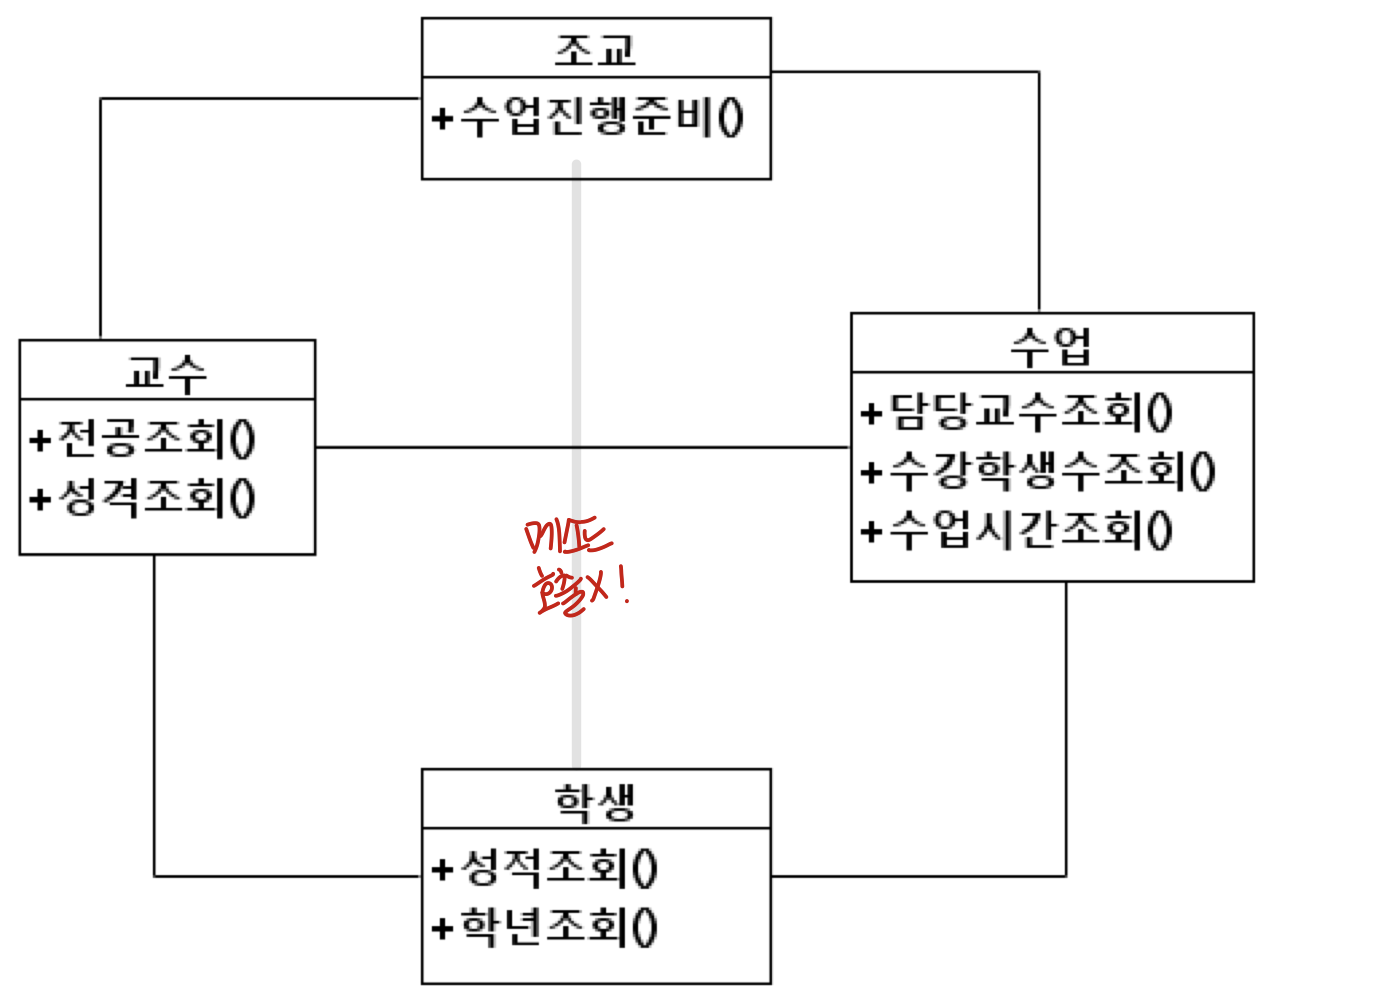 조교
+수업진행준비()
교수
+전공조회()
+성격조회()
수업
+담당교수조회()
+수강학생수조회()
+수업시간조회()
메소드
호출X!
학생
+성적조회()
+학년조회()